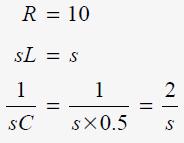 R = 10
sL = s
1/sC = 1/(s×0.5) = 2/s